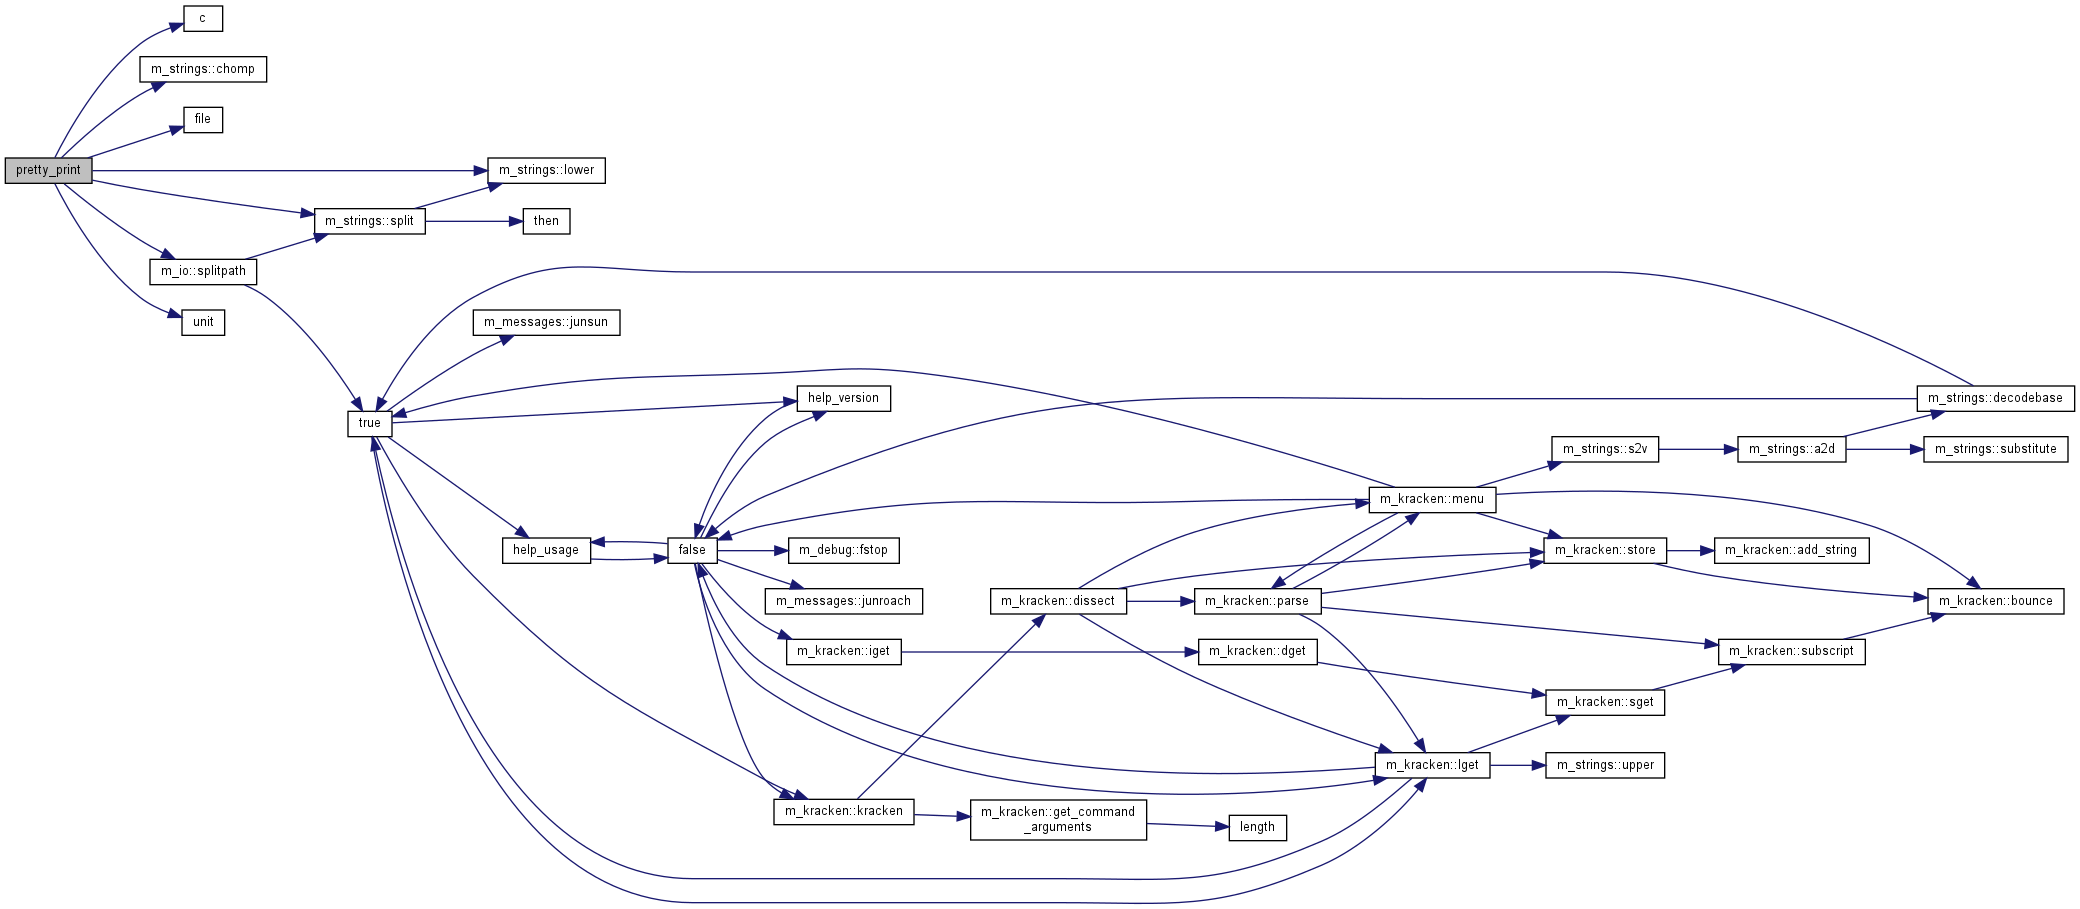 c
m_strings::chomp
file
pretty_print
m_strings::lower
m_strings::split
then
m_io::splitpath
unit
m_messages::junsun
help_version
m_strings::decodebase
true
m_strings::s2v
m_strings::a2d
m_strings::substitute
m_kracken::menu
help_usage
false
m_debug::fstop
m_kracken::store
m_kracken::add_string
m_messages::junroach
m_kracken::dissect
m_kracken::parse
m_kracken::bounce
m_kracken::iget
m_kracken::dget
m_kracken::subscript
m_kracken::sget
m_kracken::lget
m_strings::upper
m_kracken::kracken
m_kracken::get_command
_arguments
length